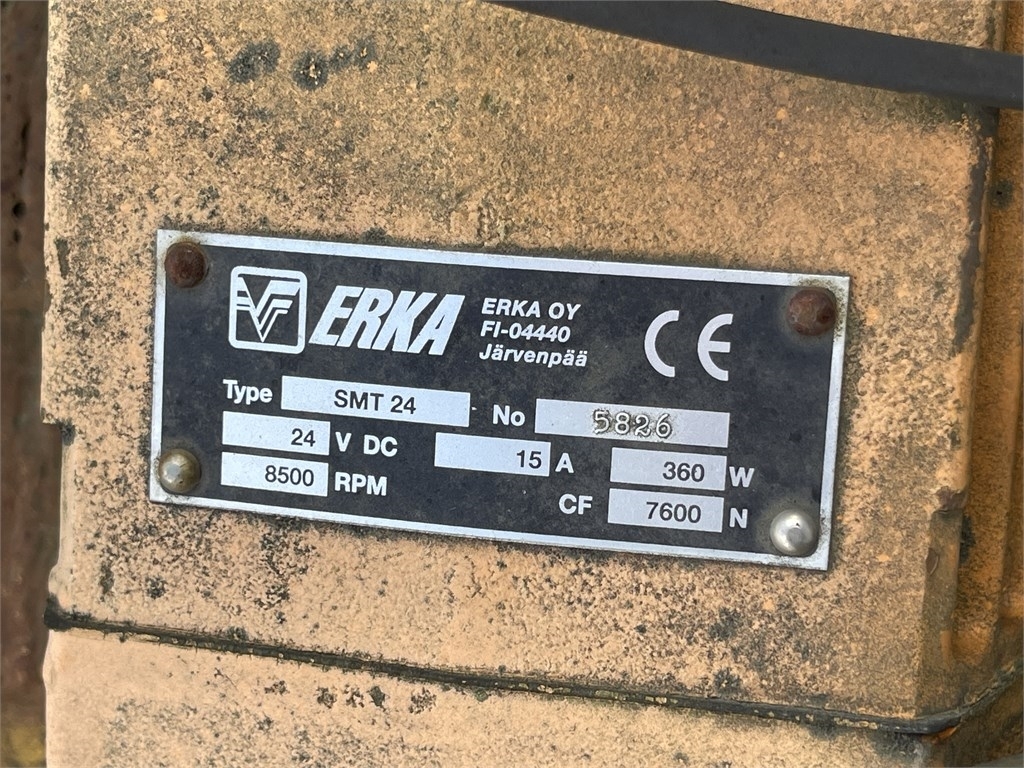 ERKA
ERKA OY
FI-04440
Järvenpää
CE
Type SMT 24 No 5826
24 V DC 15 A 360 W
8500 RPM CF 7600 N